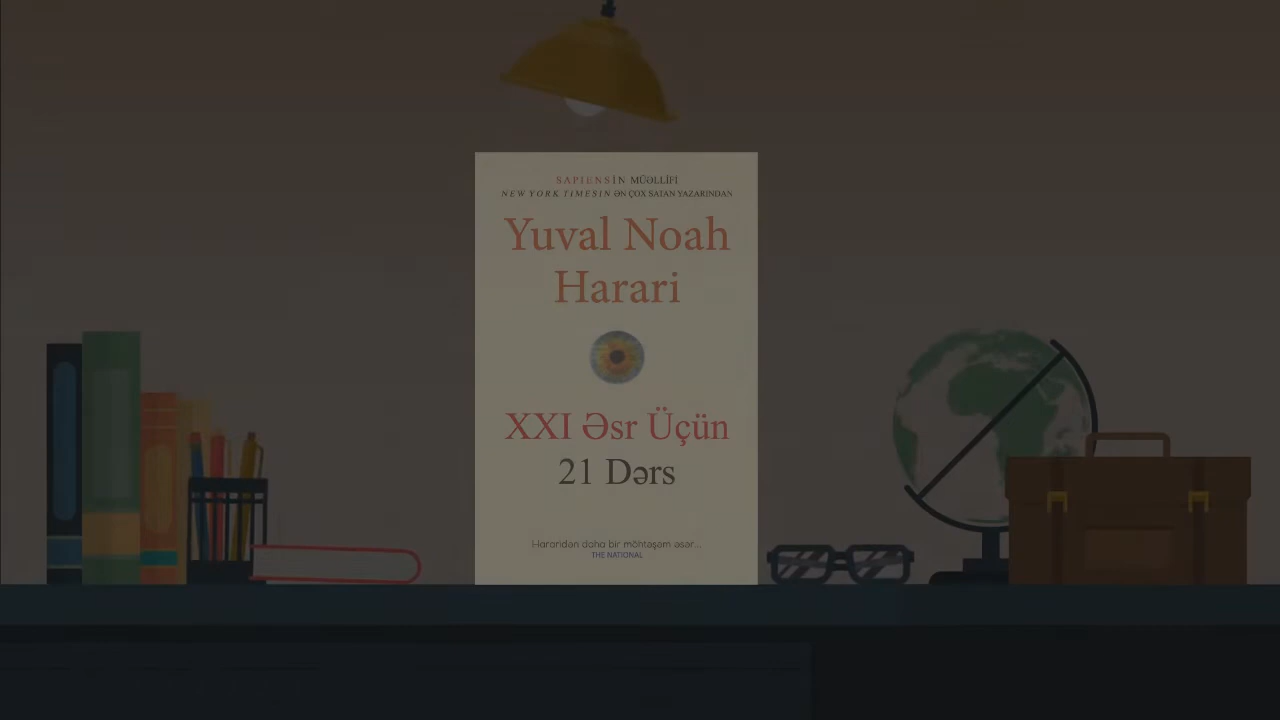 SAPIENSİN MÜƏLLİFİ
NEW YORK TIMESIN ƏN ÇOX SATAN YAZARINDAN
Yuval Noah
Harari
XXI Əsr Üçün
21 Dərs
Hararidən daha bir möhtəşəm əsər...
THE NATIONAL